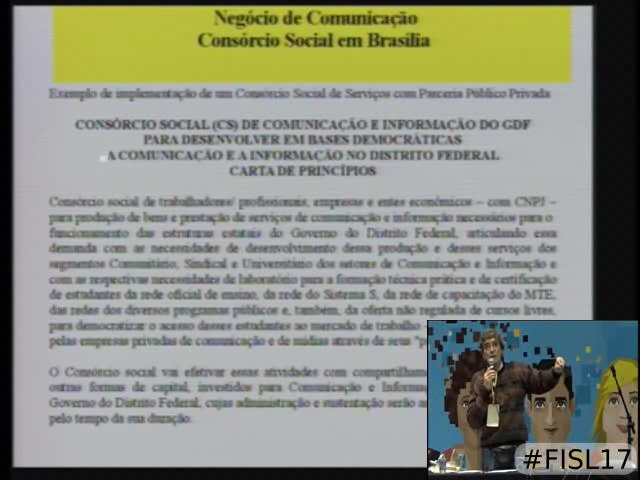 Negócio de Comunicação
Consórcio Social em Brasília
Exemplo de implementação de um Consórcio Social de Serviços com Parceria Público Privada
CONSÓRCIO SOCIAL (CS) DE COMUNICAÇÃO E INFORMAÇÃO DO GDF
PARA DESENVOLVER EM BASES DEMOCRÁTICAS
A COMUNICAÇÃO E A INFORMAÇÃO NO DISTRITO FEDERAL
CARTA DE PRINCÍPIOS
Consórcio social de trabalhadores/ profissionais, empresas e entes econômicos – com CNPJ –
para produção de bens e prestação de serviços de comunicação e informação necessários para o
funcionamento das estruturas estatais do Governo do Distrito Federal, articulando essa
demanda com as necessidades de desenvolvimento dessa produção e desses serviços dos
segmentos Comunitário, Sindical e Universitário dos setores de Comunicação e Informação e
com as respectivas necessidades de laboratório para a formação técnica prática e de certificação
de estudantes da rede oficial de ensino, da rede do Sistema S, da rede de capacitação do MTE,
das redes dos diversos programas públicos e, também, da oferta não regulada de cursos livres,
para democratizar o acesso desses estudantes ao mercado de trabalho
pelas empresas privadas de comunicação e de mídias através de seus
O Consórcio social vai efetivar essas atividades com
outras formas de capital, investidos para Comunicação e
Governo do Distrito Federal, cujas administração e sustentação serão
pelo tempo da sua duração.
#FISL17